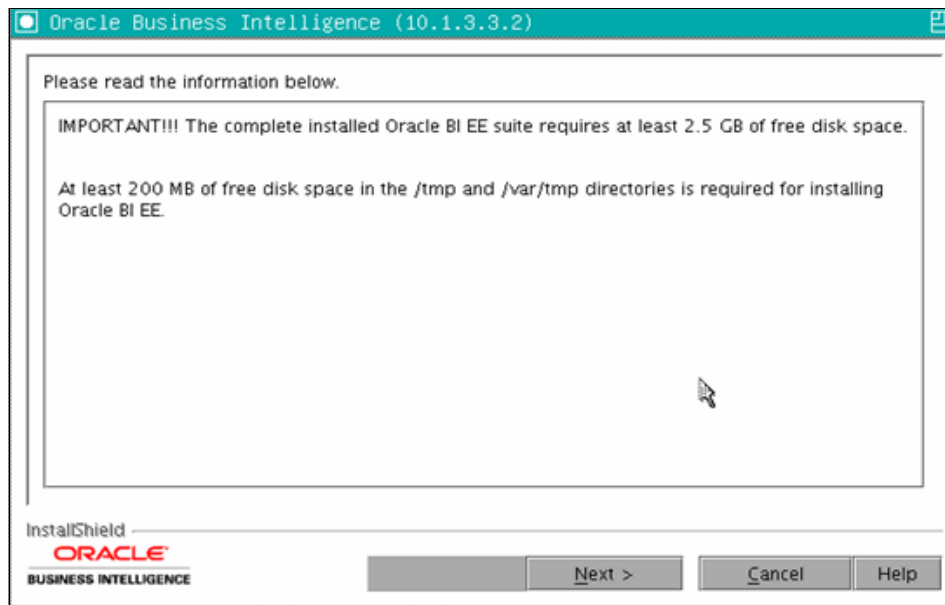 Oracle Business Intelligence (10.1.3.3.2)
Please read the information below.
IMPORTANT!!! The complete installed Oracle BI EE suite requires at least 2.5 GB of free disk space.
At least 200 MB of free disk space in the /tmp and /var/tmp directories is required for installing
Oracle BI EE.
InstallShield
ORACLE
BUSINESS INTELLIGENCE
Next >
Cancel
Help